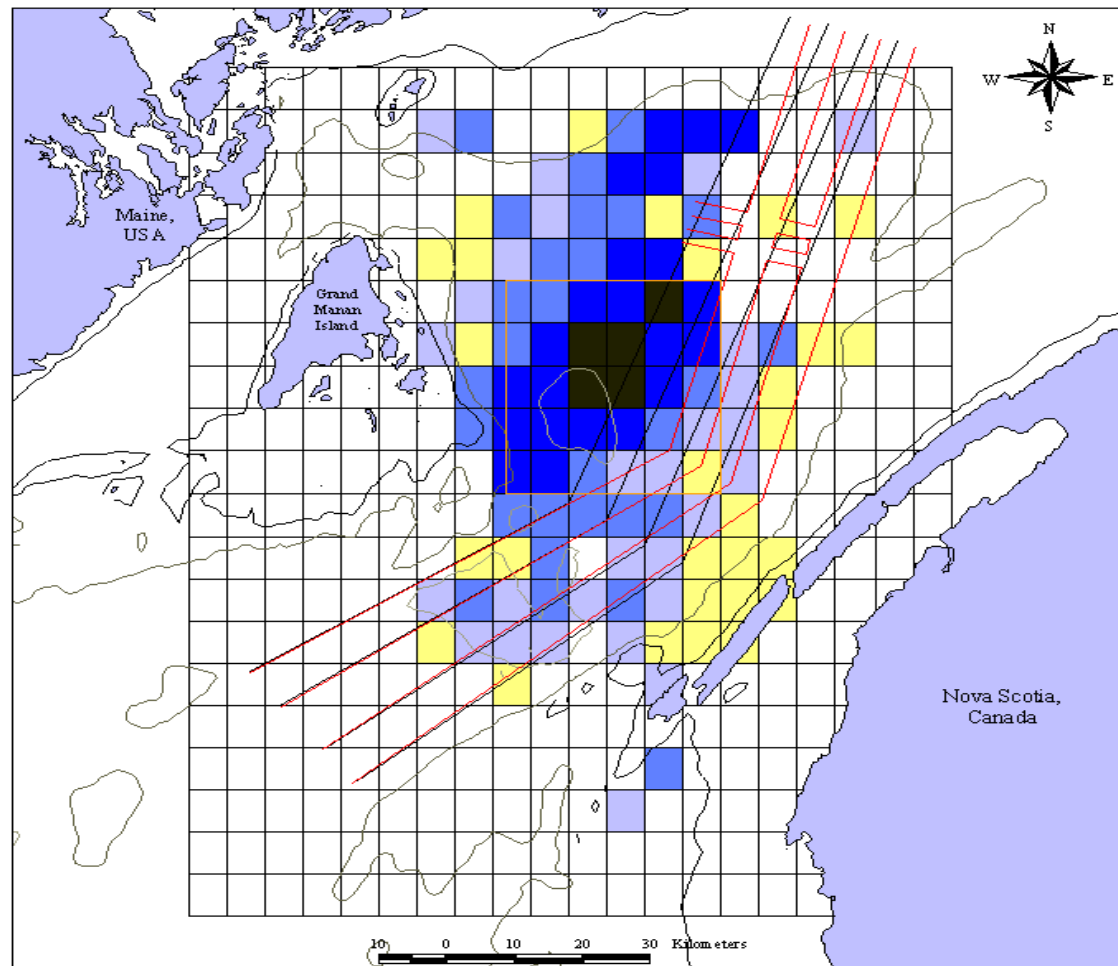 N
W E
S
Maine,
USA
Grand
Manan
Island
Nova Scotia,
Canada
10 0 10 20 30 Kilometers